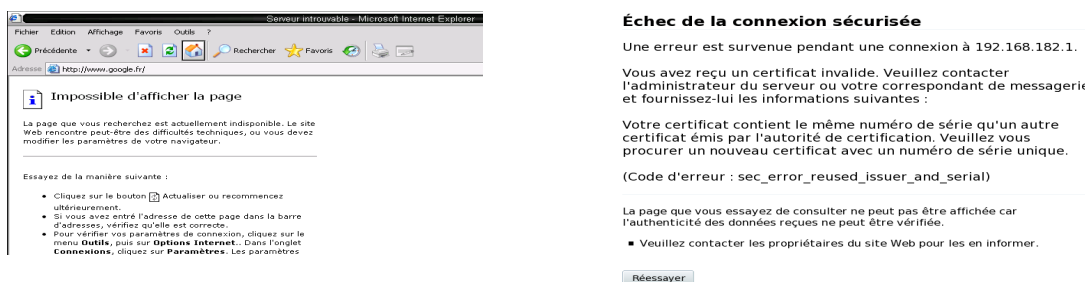 Serveur introuvable - Microsoft Internet Explorer
Fichier Edition Affichage Favoris Outils ?
Précédente Rechercher Favoris
Adresse http://www.google.fr/
Impossible d'afficher la page
La page que vous recherchez est actuellement indisponible. Le site
Web rencontre peut-être des difficultés techniques, ou vous devez
modifier les paramètres de votre navigateur.
Essayez de la manière suivante :
Cliquez sur le bouton Actualiser ou recommencez
ultérieurement.
Si vous avez entré l'adresse de cette page dans la barre
d'adresses, vérifiez qu'elle est correcte.
Pour vérifier vos paramètres de connexion, cliquez sur le
menu Outils, puis sur Options Internet.. Dans l'onglet
Connexions, cliquez sur Paramètres. Les paramètres
Échec de la connexion sécurisée
Une erreur est survenue pendant une connexion à 192.168.182.1.
Vous avez reçu un certificat invalide. Veuillez contacter
l'administrateur du serveur ou votre correspondant de messagerie
et fournissez-lui les informations suivantes :
Votre certificat contient le même numéro de série qu'un autre
certificat émis par l'autorité de certification. Veuillez vous
procurer un nouveau certificat avec un numéro de série unique.
(Code d'erreur : sec_error_reused_issuer_and_serial)
La page que vous essayez de consulter ne peut pas être affichée car
l'authenticité des données reçues ne peut être vérifiée.
Veuillez contacter les propriétaires du site Web pour les en informer.
Réessayer